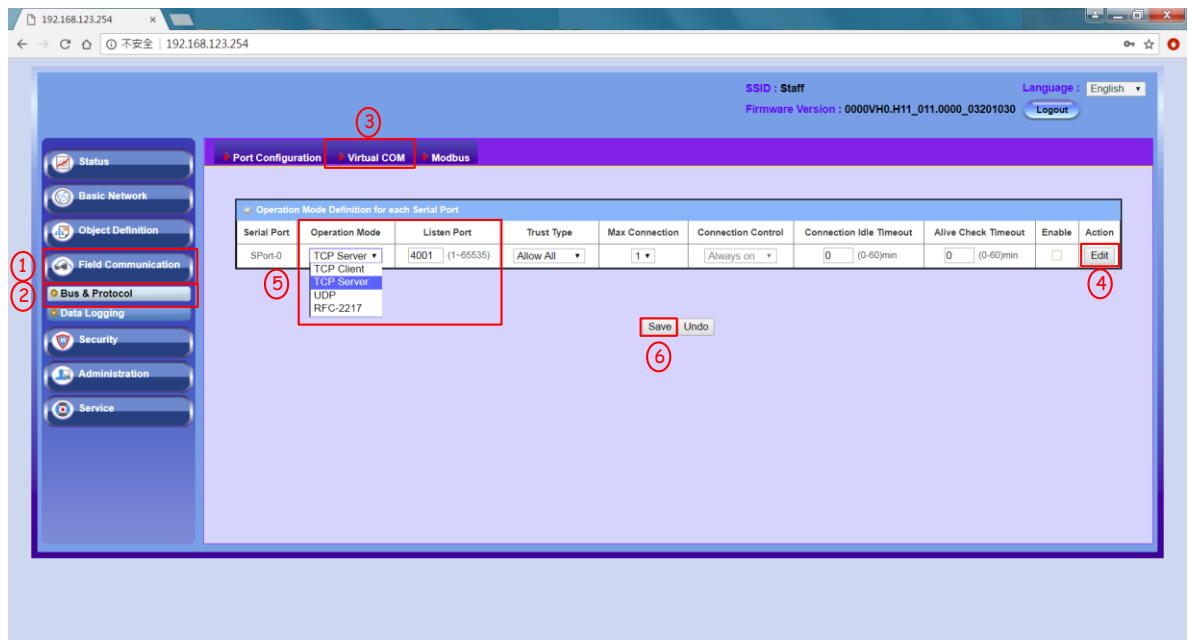 192.168.123.254
不安全 192.168.123.254
SSID : Staff
Language : English
Firmware Version : 0000VH0.H11_011.0000_03201030 Logout
3
Port Configuration Virtual COM Modbus
Status
Basic Network
Object Definition
1 Field Communication
2 Bus & Protocol
Data Logging
Security
Administration
Service
Operation Mode Definition for each Serial Port
Serial Port Operation Mode Listen Port Trust Type Max Connection Connection Control Connection Idle Timeout Alive Check Timeout Enable Action
SPort-0 TCP Server 4001 (1~65535) Allow All 1 Always on 0 (0-60)min 0 (0-60)min Edit
TCP Client
TCP Server
UDP
RFC-2217
5
4
Save Undo
6